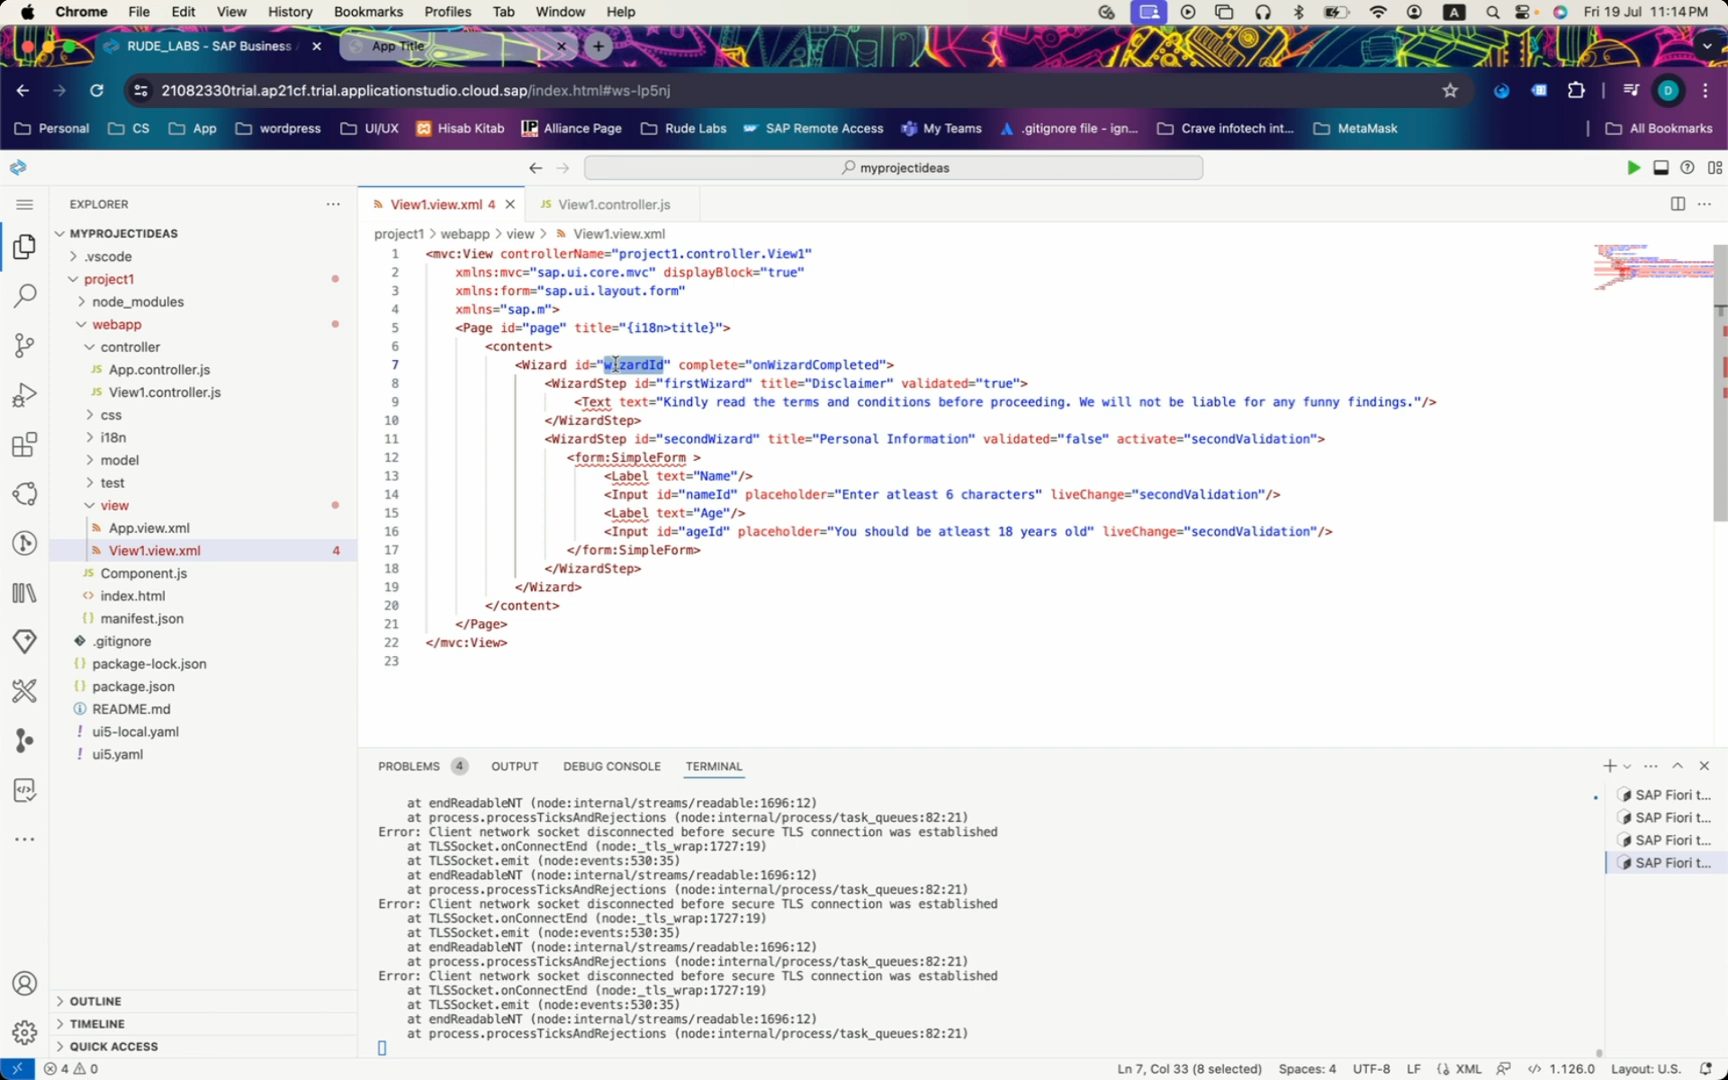 Chrome File Edit View History Bookmarks Profiles Tab Window Help A Fri 19 Jul 11:14 PM
RUDE_LABS - SAP Business App Title
21082330trial.ap21cf.trial.applicationstudio.cloud.sap/index.html#ws-lp5nj D
Personal CS App wordpress UI/UX Hisab Kitab Alliance Page Rude Labs SAP Remote Access My Teams .gitignore file - ign... Crave infotech int... MetaMask All Bookmarks
myprojectideas
EXPLORER
MYPROJECTIDEAS
.vscode
project1
node_modules
webapp
controller
JS App.controller.js
JS View1.controller.js
css
i18n
model
test
view
App.view.xml
View1.view.xml 4
JS Component.js
<> index.html
{} manifest.json
.gitignore
{} package-lock.json
{} package.json
README.md
! ui5-local.yaml
! ui5.yaml
OUTLINE
TIMELINE
QUICK ACCESS
View1.view.xml 4 JS View1.controller.js
project1 > webapp > view > View1.view.xml
1 <mvc:View controllerName="project1.controller.View1"
2 xmlns:mvc="sap.ui.core.mvc" displayBlock="true"
3 xmlns:form="sap.ui.layout.form"
4 xmlns="sap.m">
5 <Page id="page" title="{i18n>title}">
6 <content>
7 <Wizard id="wizardId" complete="onWizardCompleted">
8 <WizardStep id="firstWizard" title="Disclaimer" validated="true">
9 <Text text="Kindly read the terms and conditions before proceeding. We will not be liable for any funny findings."/>
10 </WizardStep>
11 <WizardStep id="secondWizard" title="Personal Information" validated="false" activate="secondValidation">
12 <form:SimpleForm >
13 <Label text="Name"/>
14 <Input id="nameId" placeholder="Enter atleast 6 characters" liveChange="secondValidation"/>
15 <Label text="Age"/>
16 <Input id="ageId" placeholder="You should be atleast 18 years old" liveChange="secondValidation"/>
17 </form:SimpleForm>
18 </WizardStep>
19 </Wizard>
20 </content>
21 </Page>
22 </mvc:View>
23
PROBLEMS 4 OUTPUT DEBUG CONSOLE TERMINAL
at endReadableNT (node:internal/streams/readable:1696:12)
at process.processTicksAndRejections (node:internal/process/task_queues:82:21)
Error: Client network socket disconnected before secure TLS connection was established
at TLSSocket.onConnectEnd (node:_tls_wrap:1727:19)
at TLSSocket.emit (node:events:530:35)
at endReadableNT (node:internal/streams/readable:1696:12)
at process.processTicksAndRejections (node:internal/process/task_queues:82:21)
Error: Client network socket disconnected before secure TLS connection was established
at TLSSocket.onConnectEnd (node:_tls_wrap:1727:19)
at TLSSocket.emit (node:events:530:35)
at endReadableNT (node:internal/streams/readable:1696:12)
at process.processTicksAndRejections (node:internal/process/task_queues:82:21)
Error: Client network socket disconnected before secure TLS connection was established
at TLSSocket.onConnectEnd (node:_tls_wrap:1727:19)
at TLSSocket.emit (node:events:530:35)
at endReadableNT (node:internal/streams/readable:1696:12)
at process.processTicksAndRejections (node:internal/process/task_queues:82:21)
SAP Fiori t...
SAP Fiori t...
SAP Fiori t...
SAP Fiori t...
4 0 Ln 7, Col 33 (8 selected) Spaces: 4 UTF-8 LF {} XML 1.126.0 Layout: U.S.